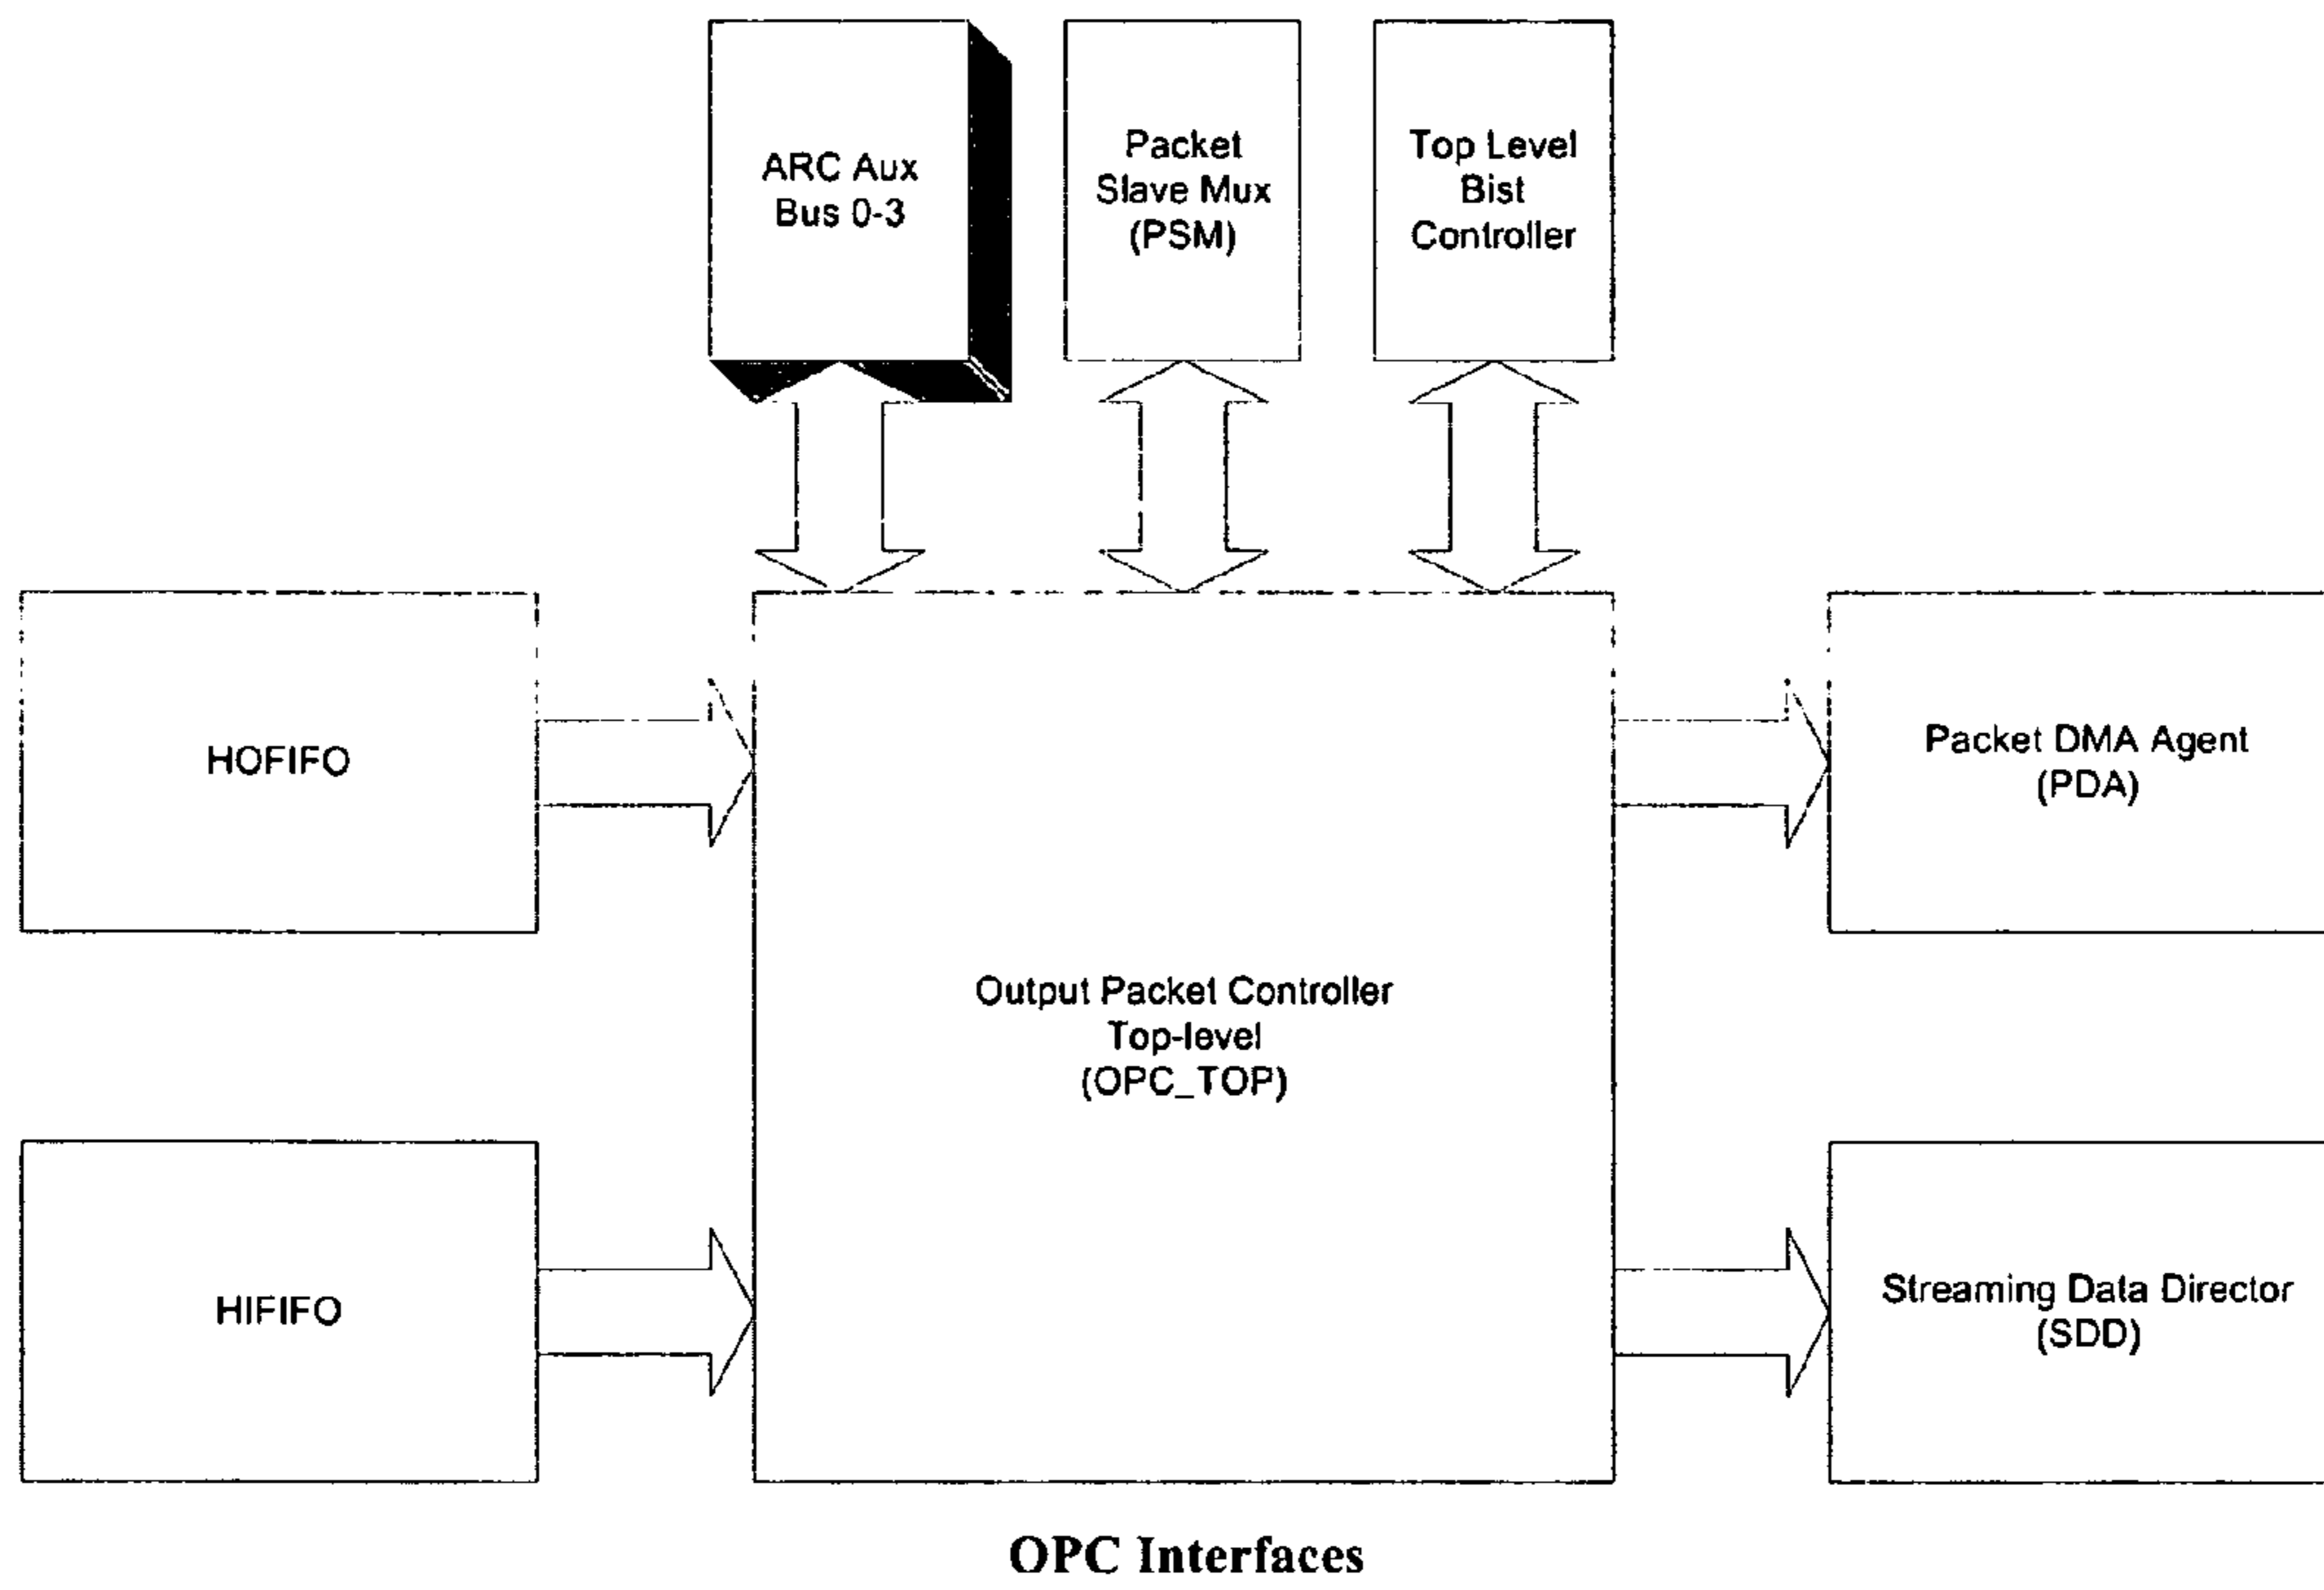 ARC Aux
Bus 0-3
Packet
Slave Mux
(PSM)
Top Level
Bist
Controller
HOFIFO
Packet DMA Agent
(PDA)
Output Packet Controller
Top-level
(OPC_TOP)
HIFIFO
Streaming Data Director
(SDD)
OPC Interfaces